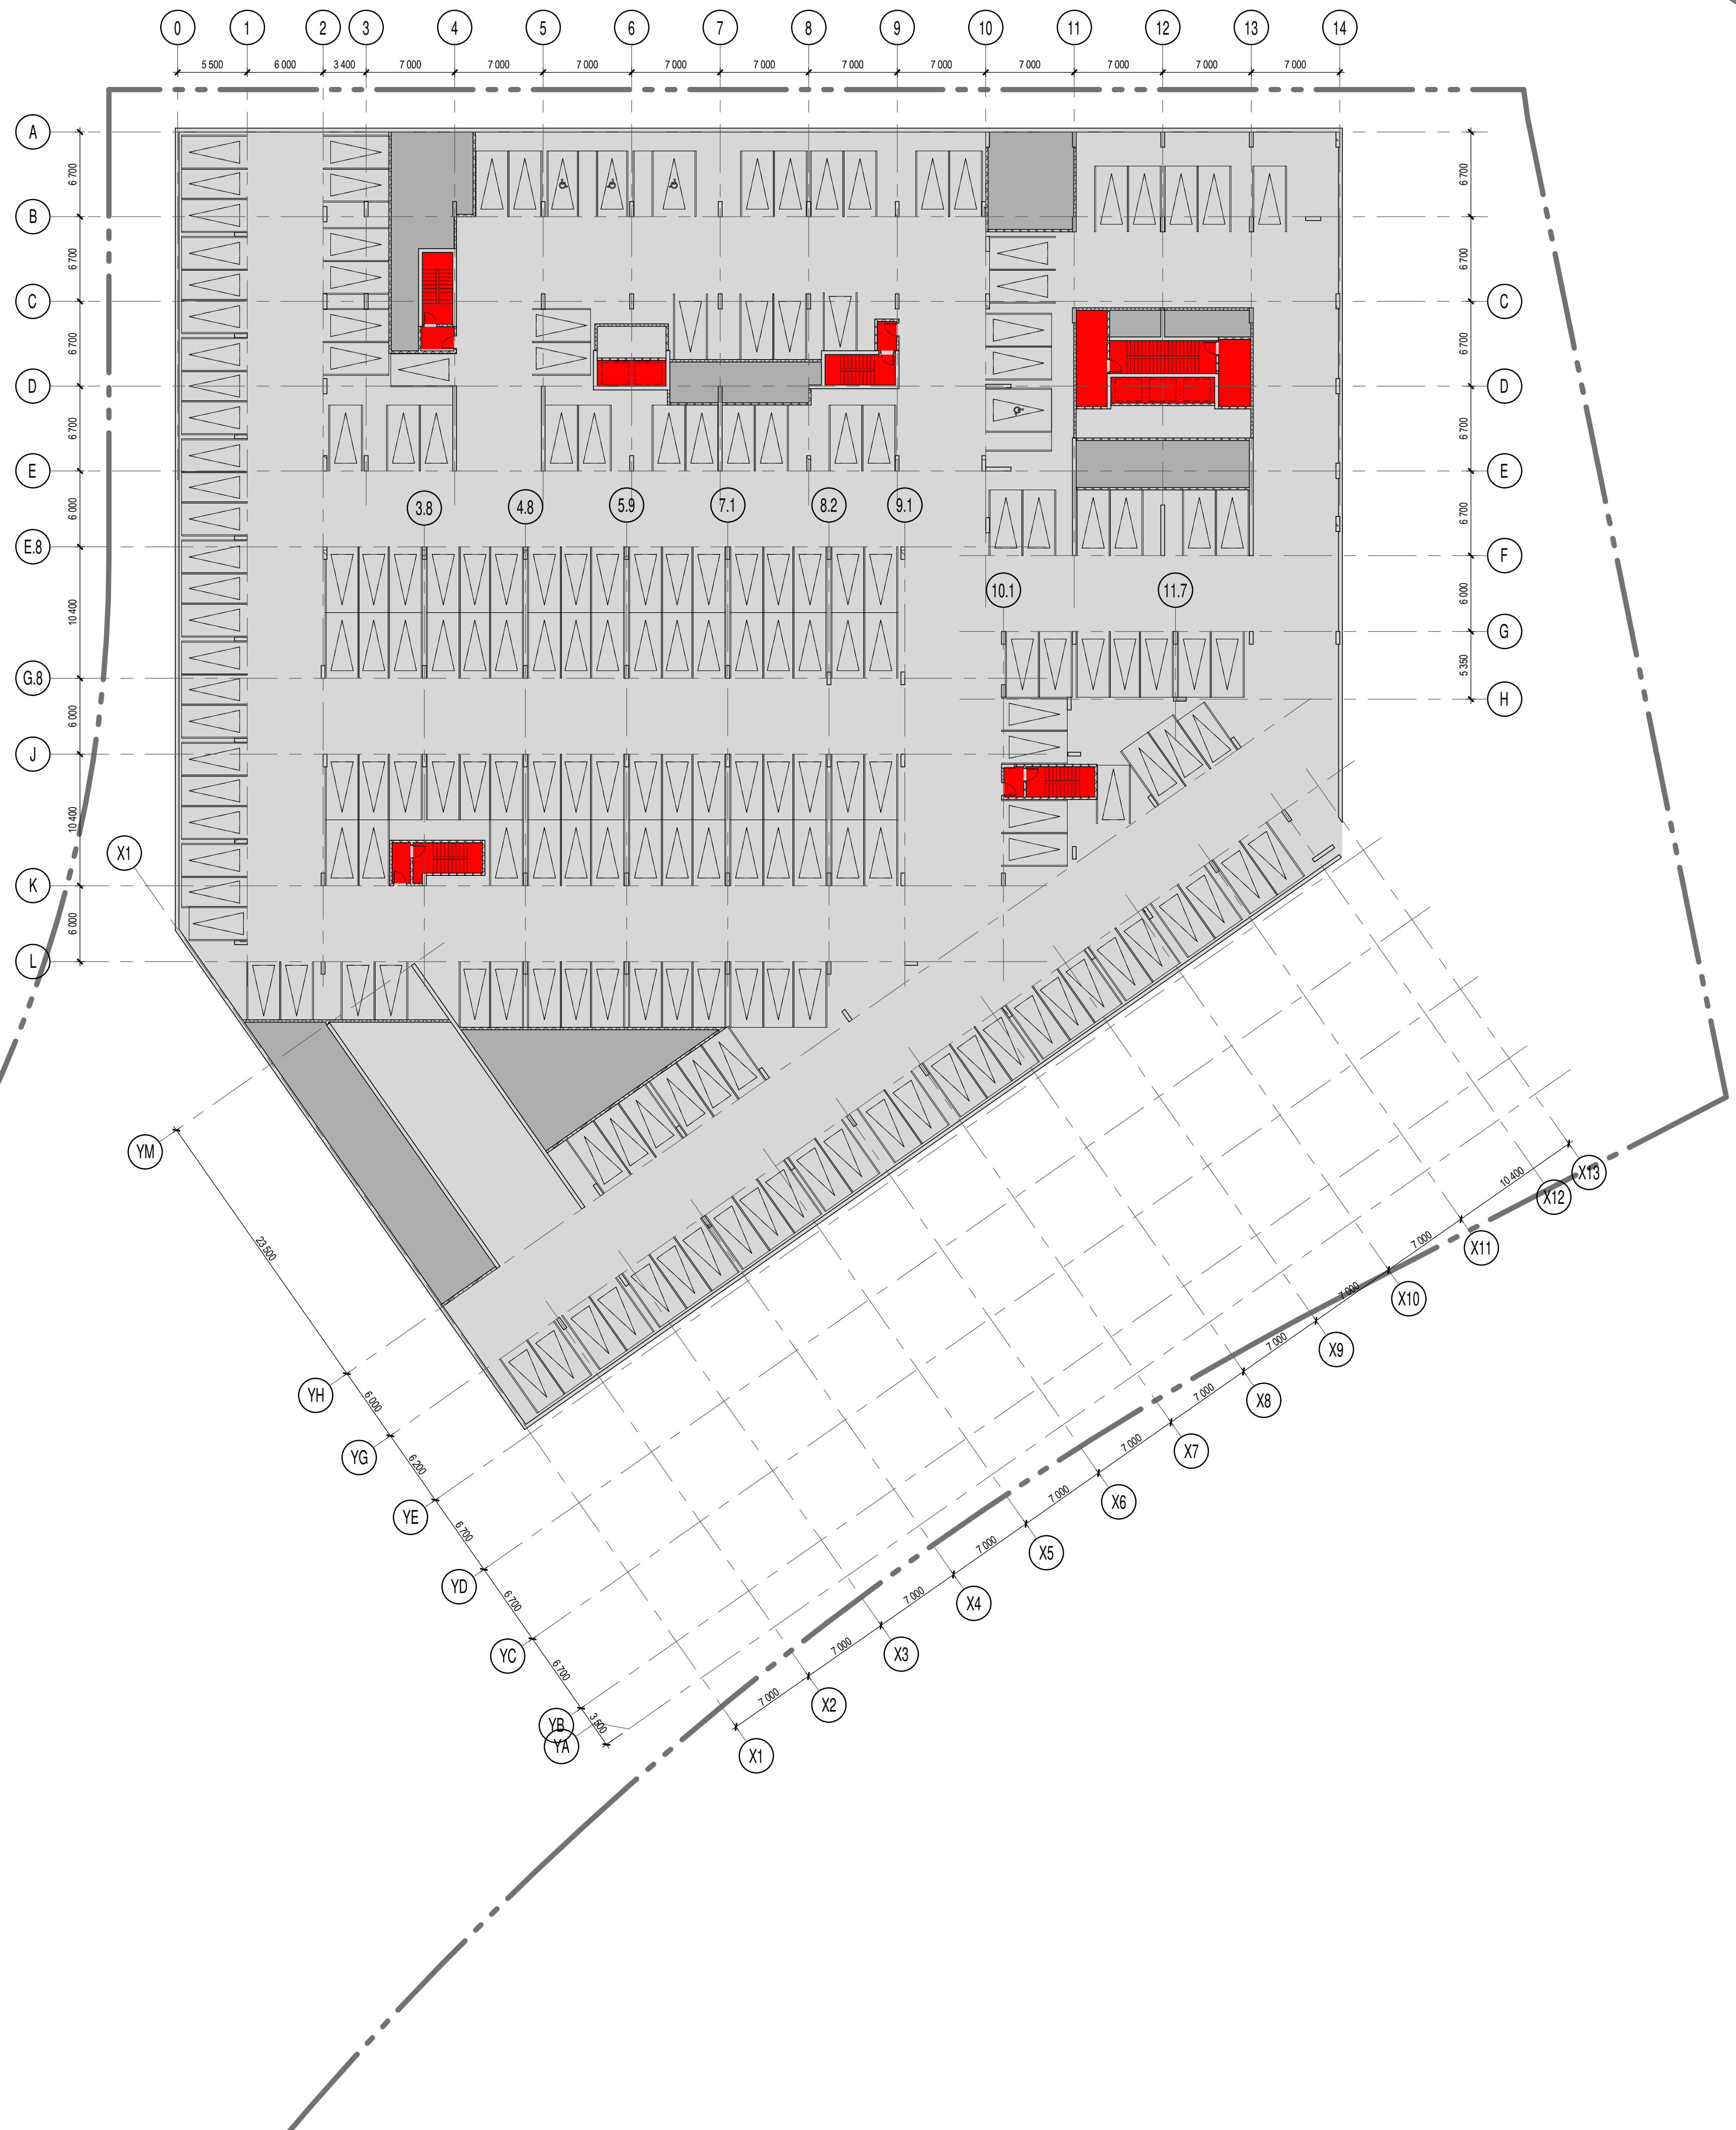 0 1 2 3 4 5 6 7 8 9 10 11 12 13 14
5 500 6 000 3 400 7 000 7 000 7 000 7 000 7 000 7 000 7 000 7 000 7 000 7 000 7 000
A
6 700 6 700
B
6 700 6 700
C C
6 700 6 700
D D
6 700 6 700
E E
3.8 4.8 5.9 7.1 8.2 9.1
6 000 6 700
E.8 F
10.1 11.7
10 400 6 000
G
G.8 5 350
H
6 000
J
10 400
X1
K
6 000
L
YM
23 500
YH
6 000
YG
6 200
YE
6 700
YD
6 700
YC
6 700
YB
3 500
YA
X13
10 400
X12
X11
7 000
X10
7 000
X9
7 000
X8
7 000
X7
7 000
X6
7 000
X5
7 000
X4
7 000
X3
7 000
X2
7 000
X1